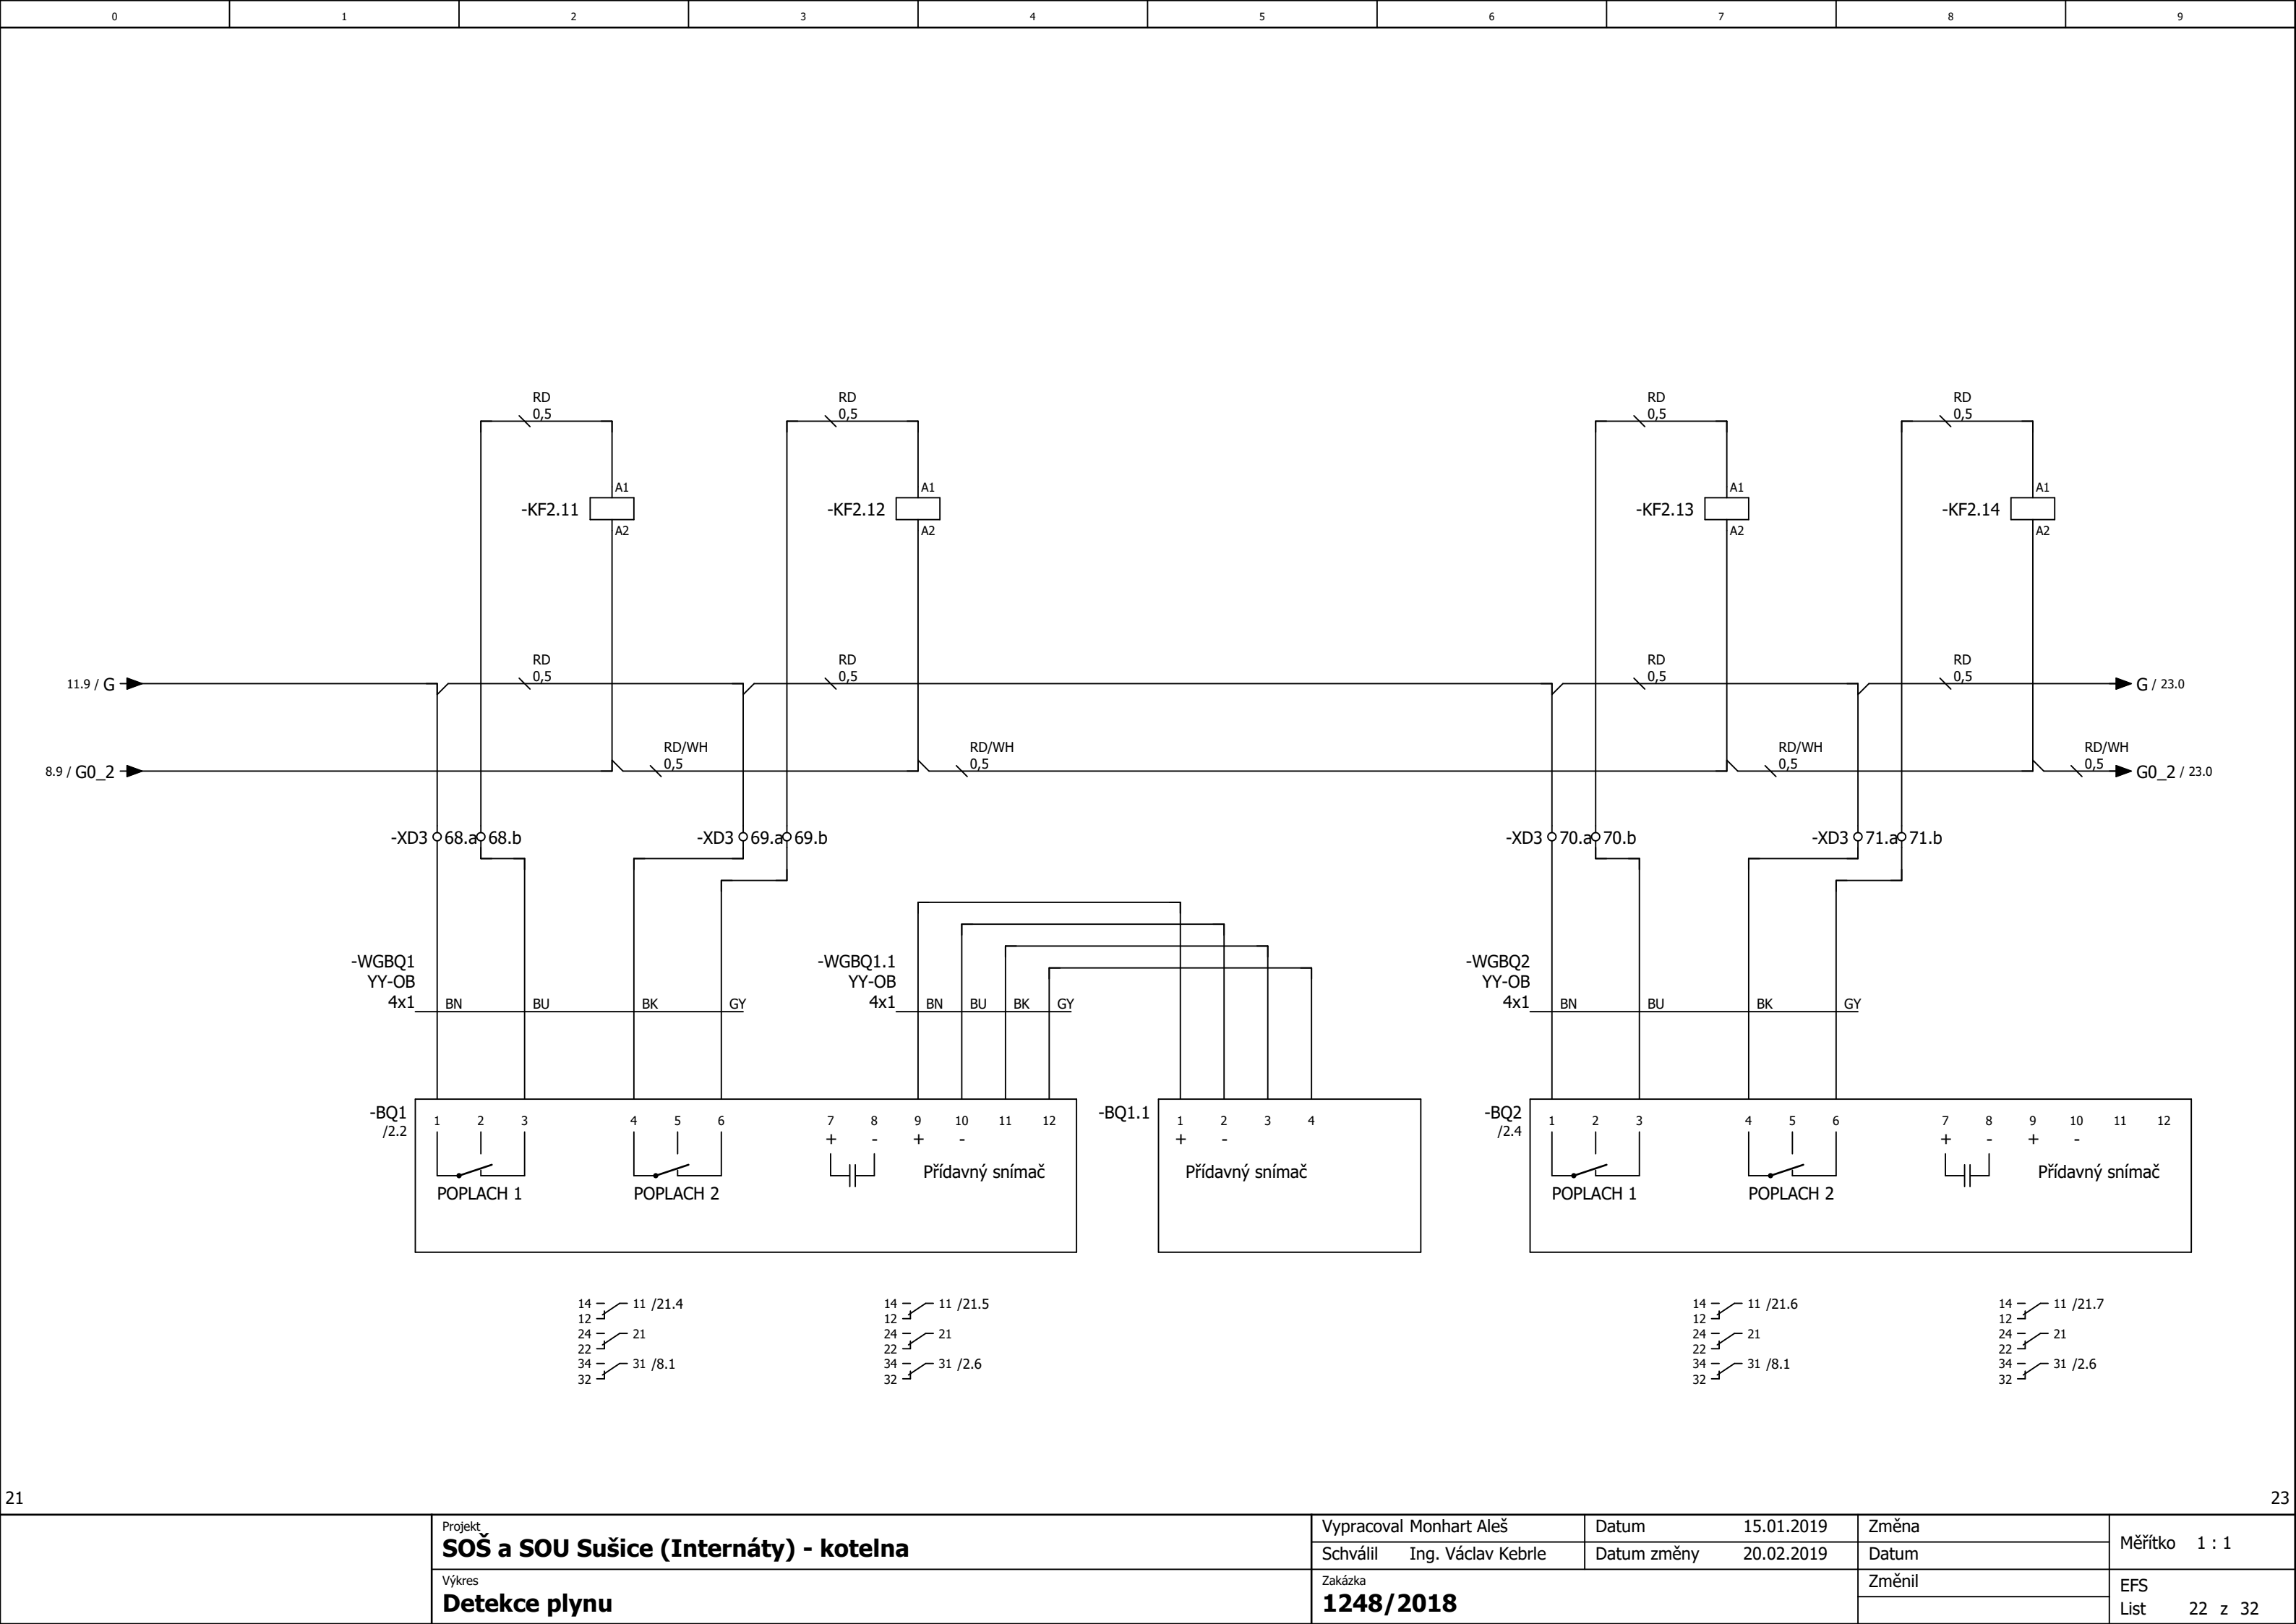 0 1 2 3 4 5 6 7 8 9
RD RD RD RD
0,5 0,5 0,5 0,5
A1 A1 A1 A1
-KF2.11 -KF2.12 -KF2.13 -KF2.14
A2 A2 A2 A2
RD RD RD RD
0,5 0,5 0,5 0,5
11.9 / G G / 23.0
RD/WH RD/WH RD/WH RD/WH
0,5 0,5 0,5 0,5
8.9 / G0_2 G0_2 / 23.0
-XD3 68.a 68.b -XD3 69.a 69.b -XD3 70.a 70.b -XD3 71.a 71.b
-WGBQ1 -WGBQ1.1 -WGBQ2
YY-OB YY-OB YY-OB
4x1 BN BU BK GY 4x1 BN BU BK GY 4x1 BN BU BK GY
-BQ1 1 2 3 4 5 6 7 8 9 10 11 12 -BQ1.1 1 2 3 4 -BQ2 1 2 3 4 5 6 7 8 9 10 11 12
/2.2 + - + - + - /2.4 + - + -
Přídavný snímač Přídavný snímač Přídavný snímač
POPLACH 1 POPLACH 2 POPLACH 1 POPLACH 2
14 11 /21.4 14 11 /21.5 14 11 /21.6 14 11 /21.7
12 12 12 12
24 21 24 21 24 21 24 21
22 22 22 22
34 31 /8.1 34 31 /2.6 34 31 /8.1 34 31 /2.6
32 32 32 32
21 23
Projekt
SOŠ a SOU Sušice (Internáty) - kotelna
Výkres
Detekce plynu
Vypracoval Monhart Aleš Datum 15.01.2019 Změna
Schválil Ing. Václav Kebrle Datum změny 20.02.2019 Datum
Zakázka
1248/2018
Změnil
Měřítko 1 : 1
EFS
List 22 z 32